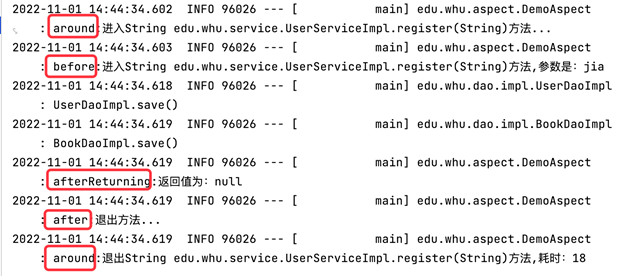 2022-11-01 14:44:34.602  INFO 96026 --- [           main] edu.whu.aspect.DemoAspect
: around:进入String edu.whu.service.UserServiceImpl.register(String)方法...
2022-11-01 14:44:34.603  INFO 96026 --- [           main] edu.whu.aspect.DemoAspect
: before:进入String edu.whu.service.UserServiceImpl.register(String)方法,参数是：jia
2022-11-01 14:44:34.618  INFO 96026 --- [           main] edu.whu.dao.impl.UserDaoImpl
: UserDaoImpl.save()
2022-11-01 14:44:34.619  INFO 96026 --- [           main] edu.whu.dao.impl.BookDaoImpl
: BookDaoImpl.save()
2022-11-01 14:44:34.619  INFO 96026 --- [           main] edu.whu.aspect.DemoAspect
: afterReturning:返回值为：null
2022-11-01 14:44:34.619  INFO 96026 --- [           main] edu.whu.aspect.DemoAspect
: after:退出方法...
2022-11-01 14:44:34.619  INFO 96026 --- [           main] edu.whu.aspect.DemoAspect
: around:退出String edu.whu.service.UserServiceImpl.register(String)方法,耗时：18